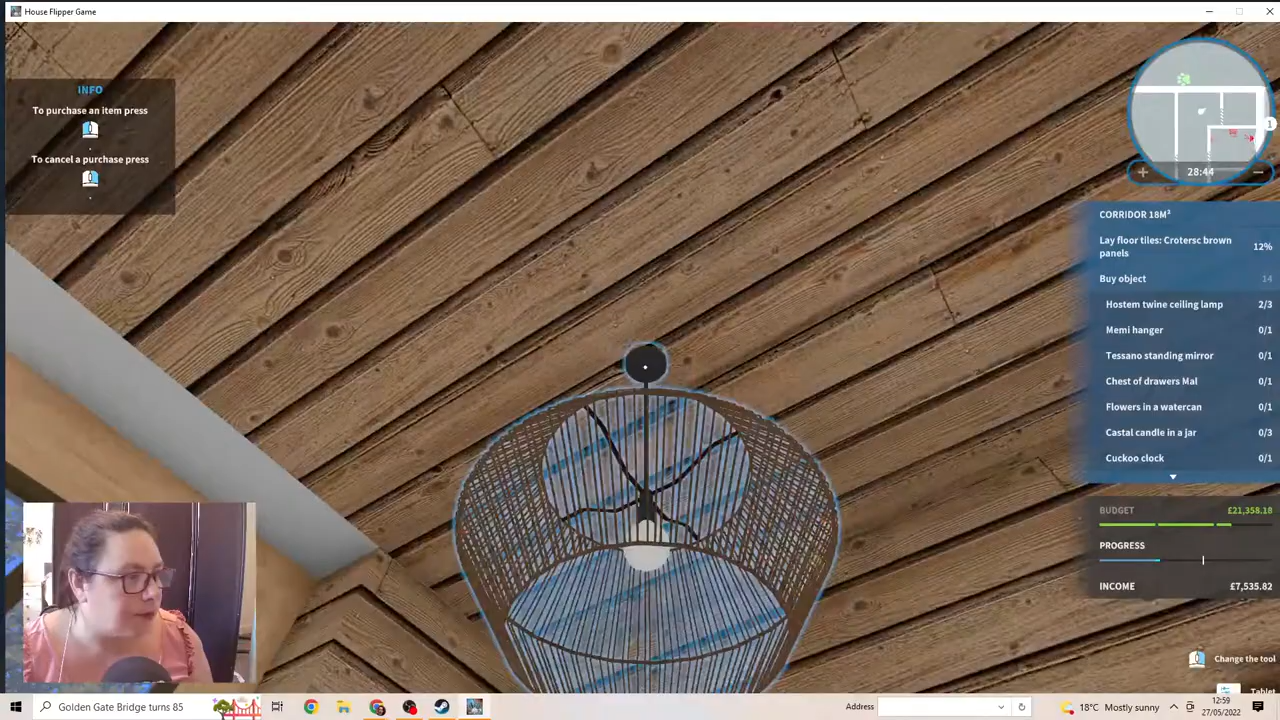 House Flipper Game
INFO
To purchase an item press
To cancel a purchase press
1
28:44
CORRIDOR 18M²
Lay floor tiles: Crotersc brown
panels
12%
Buy object 14
Hostem twine ceiling lamp 2/3
Memi hanger 0/1
Tessano standing mirror 0/1
Chest of drawers Mal 0/1
Flowers in a watercan 0/1
Castal candle in a jar 0/3
Cuckoo clock 0/1
BUDGET £21,358.18
PROGRESS
INCOME £7,535.82
Change the tool
Tablet
Golden Gate Bridge turns 85
Address
18°C Mostly sunny
12:59
27/05/2022